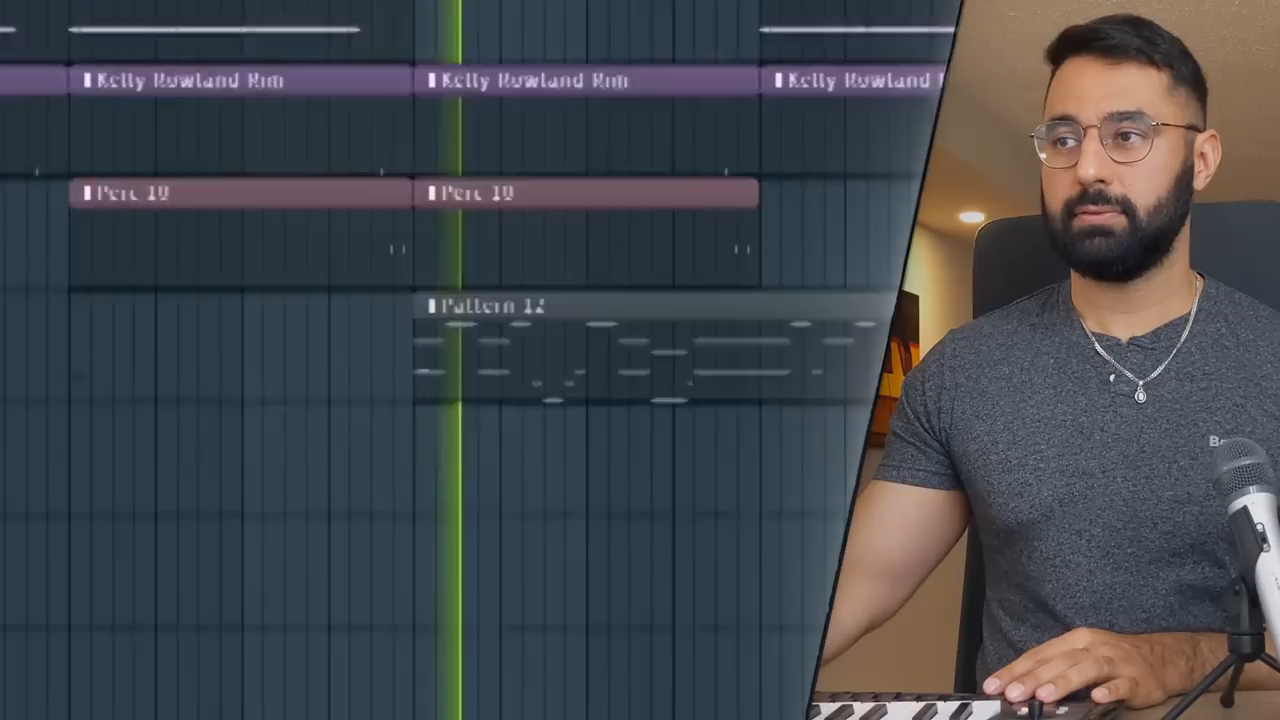 Kelly Rowland Rim
Kelly Rowland Rim
Kelly Rowland
Perc 10
Perc 10
Pattern 12